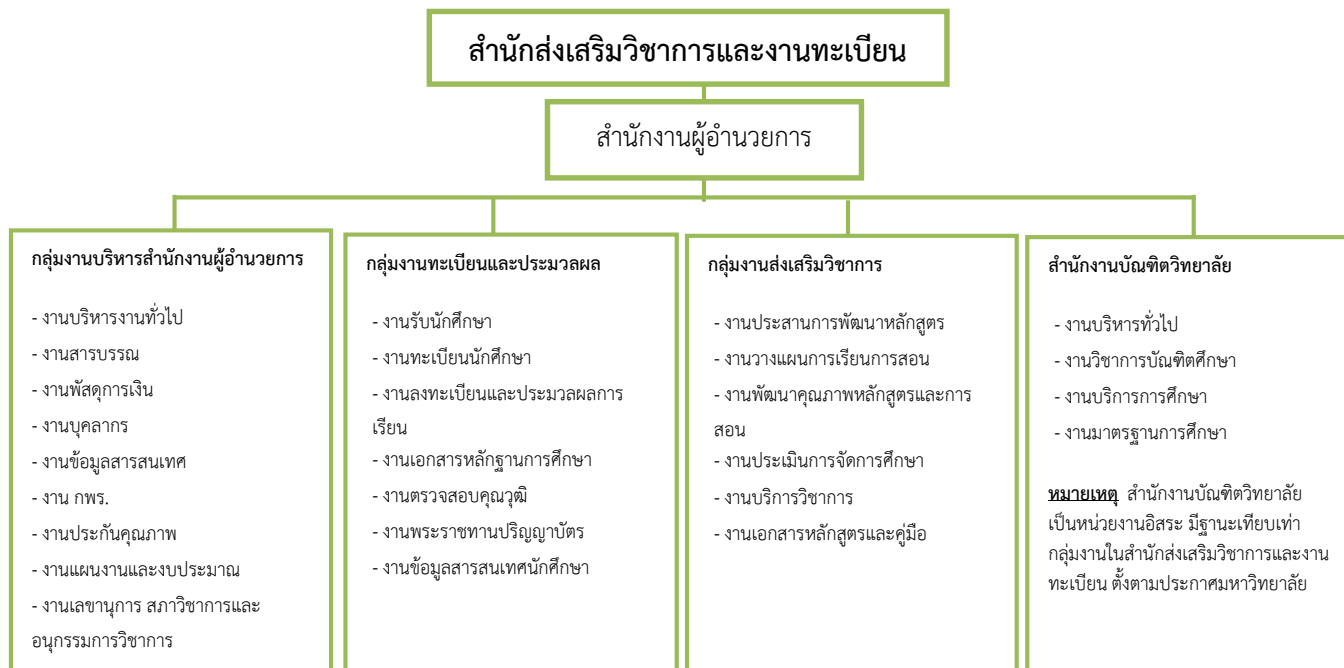 สำนักส่งเสริมวิชาการและงานทะเบียน
สำนักงานผู้อำนวยการ
กลุ่มงานบริหารสำนักงานผู้อำนวยการ
- งานบริหารงานทั่วไป
- งานสารบรรณ
- งานพัสดุการเงิน
- งานบุคลากร
- งานข้อมูลสารสนเทศ
- งาน กพร.
- งานประกันคุณภาพ
- งานแผนงานและงบประมาณ
- งานเลขานุการ สภาวิชาการและ
อนุกรรมการวิชาการ
กลุ่มงานทะเบียนและประมวลผล
- งานรับนักศึกษา
- งานทะเบียนนักศึกษา
- งานลงทะเบียนและประมวลผลการ
เรียน
- งานเอกสารหลักฐานการศึกษา
- งานตรวจสอบคุณวุฒิ
- งานพระราชทานปริญญาบัตร
- งานข้อมูลสารสนเทศนักศึกษา
กลุ่มงานส่งเสริมวิชาการ
- งานประสานการพัฒนาหลักสูตร
- งานวางแผนการเรียนการสอน
- งานพัฒนาคุณภาพหลักสูตรและการ
สอน
- งานประเมินการจัดการศึกษา
- งานบริการวิชาการ
- งานเอกสารหลักสูตรและคู่มือ
สำนักงานบัณฑิตวิทยาลัย
- งานบริหารทั่วไป
- งานวิชาการบัณฑิตศึกษา
- งานบริการการศึกษา
- งานมาตรฐานการศึกษา
หมายเหตุ สำนักงานบัณฑิตวิทยาลัย
เป็นหน่วยงานอิสระ มีฐานะเทียบเท่า
กลุ่มงานในสำนักส่งเสริมวิชาการและงาน
ทะเบียน ตั้งตามประกาศมหาวิทยาลัย